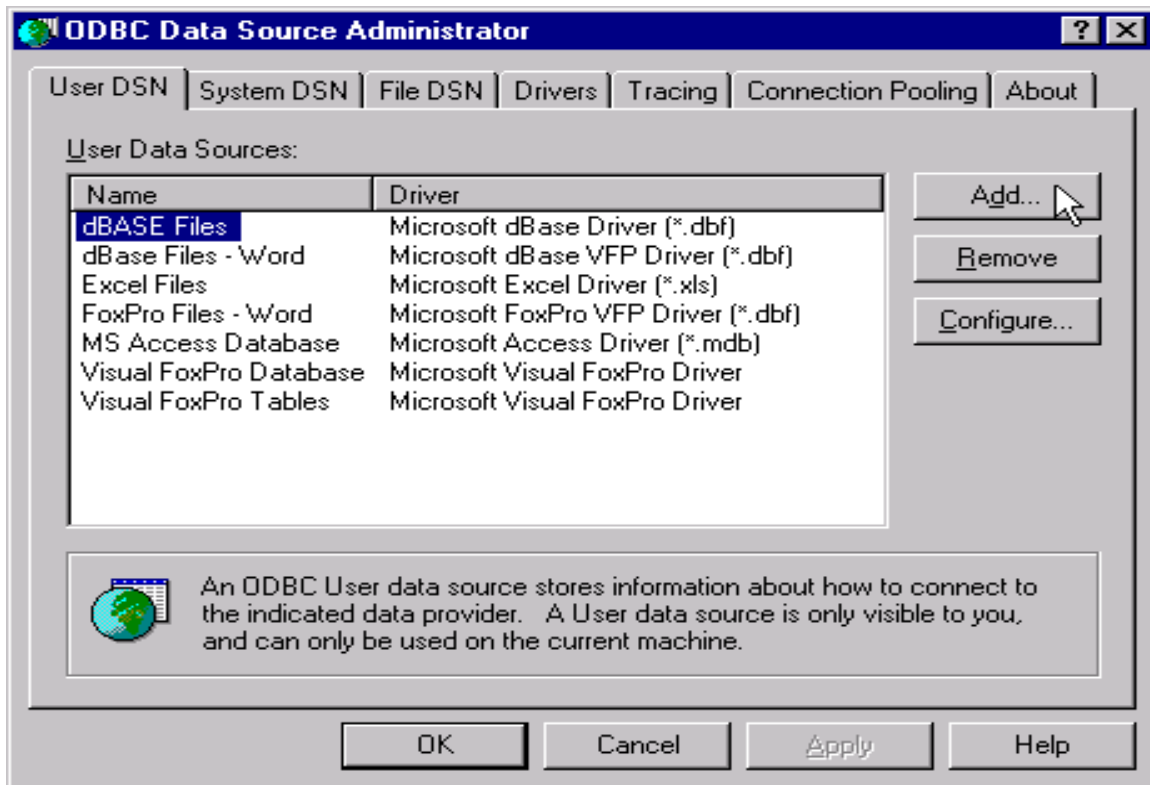 ODBC Data Source Administrator
User DSN System DSN File DSN Drivers Tracing Connection Pooling About
User Data Sources:
Name Driver
dBASE Files Microsoft dBase Driver (*.dbf)
dBase Files - Word Microsoft dBase VFP Driver (*.dbf)
Excel Files Microsoft Excel Driver (*.xls)
FoxPro Files - Word Microsoft FoxPro VFP Driver (*.dbf)
MS Access Database Microsoft Access Driver (*.mdb)
Visual FoxPro Database Microsoft Visual FoxPro Driver
Visual FoxPro Tables Microsoft Visual FoxPro Driver
Add...
Remove
Configure...
An ODBC User data source stores information about how to connect to
the indicated data provider. A User data source is only visible to you,
and can only be used on the current machine.
OK Cancel Apply Help